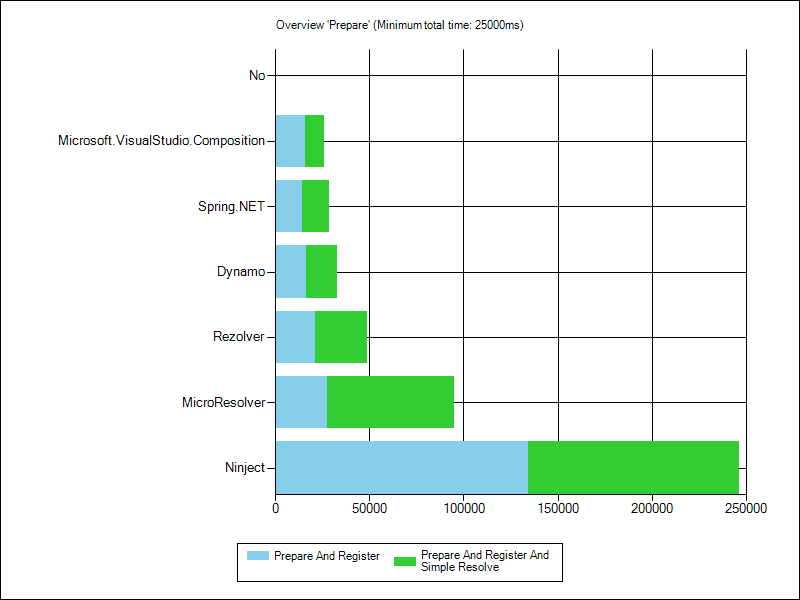 Overview 'Prepare' (Minimum total time: 25000ms)
No
Microsoft.VisualStudio.Composition
Spring.NET
Dynamo
Rezolver
MicroResolver
Ninject
0 50000 100000 150000 200000 250000
Prepare And Register
Prepare And Register And
Simple Resolve